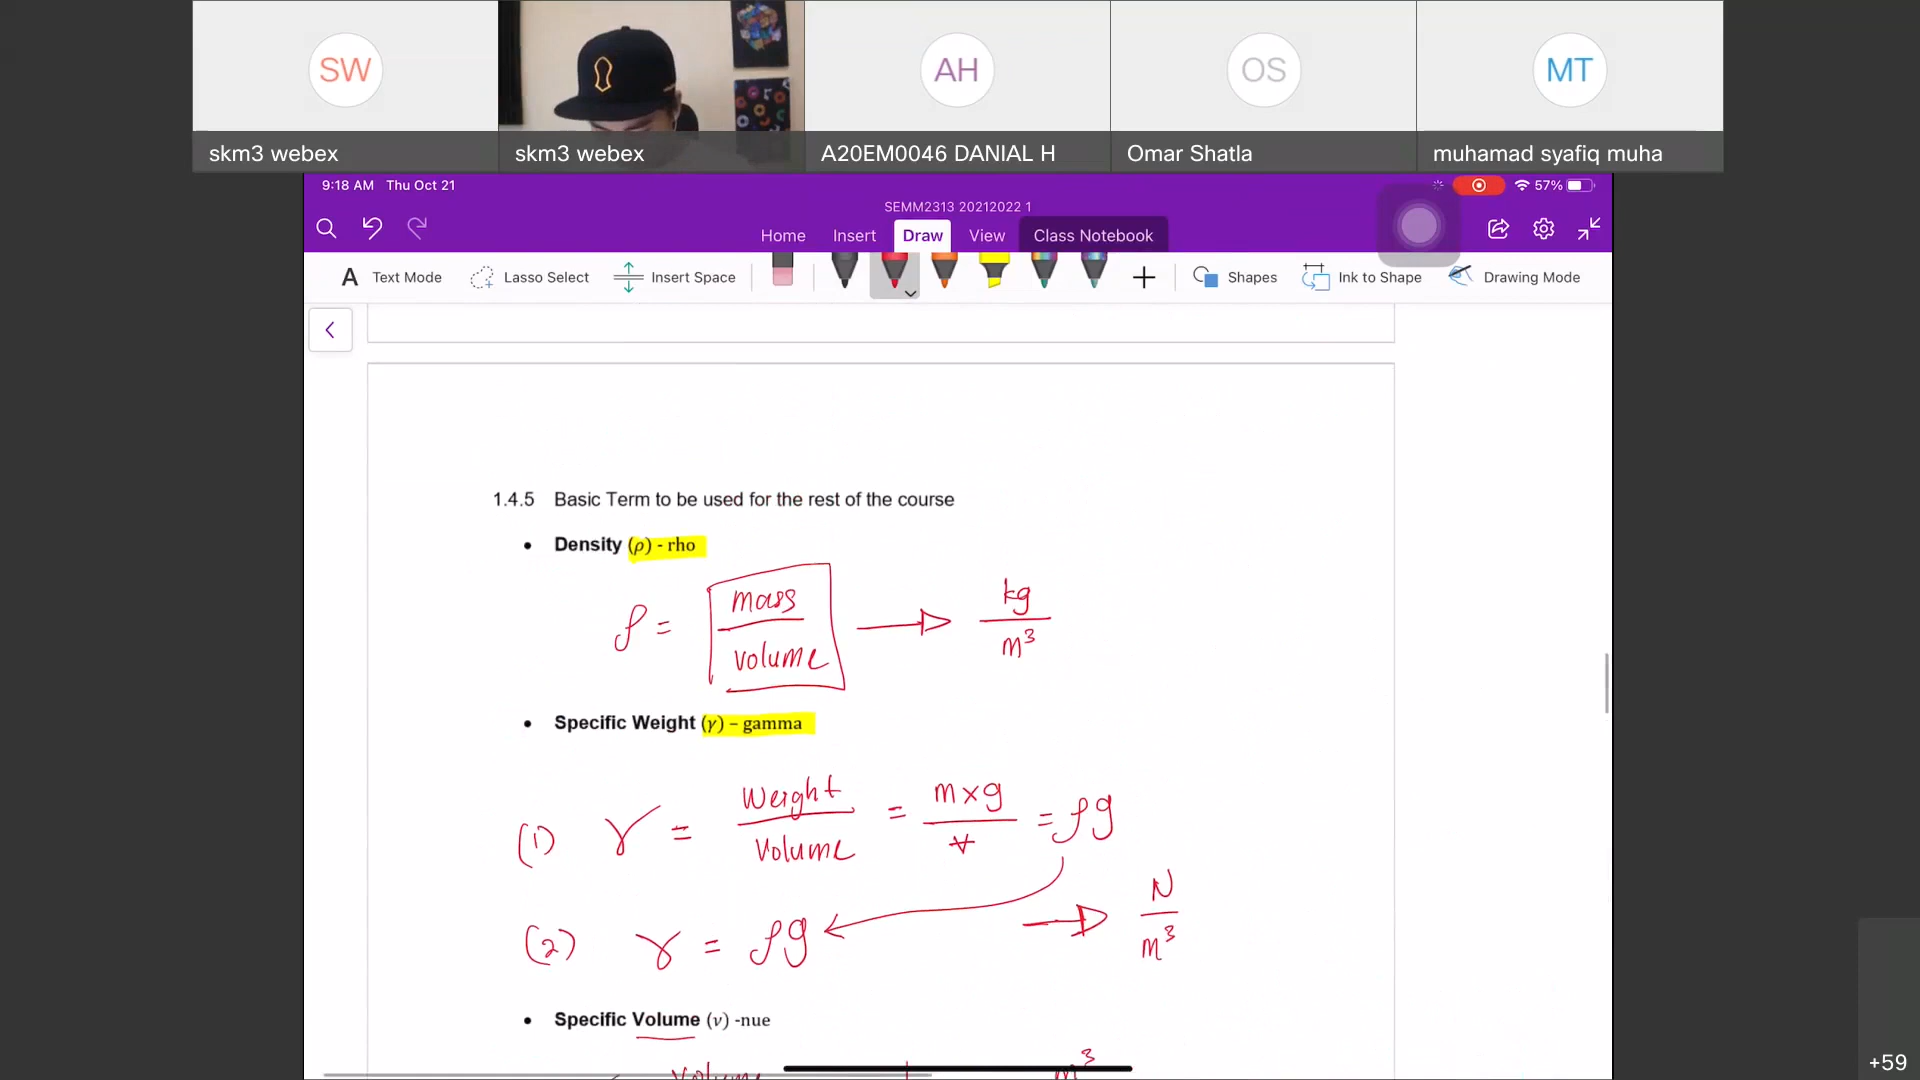 SW AH OS MT
skm3 webex skm3 webex A20EM0046 DANIAL H Omar Shatla muhamad syafiq muha
9:18 AM Thu Oct 21 57%
SEMM2313 20212022 1
Home Insert Draw View Class Notebook
A Text Mode Lasso Select Insert Space Shapes Ink to Shape Drawing Mode
1.4.5 Basic Term to be used for the rest of the course
• Density (ρ) - rho
ρ = mass / volume → kg / m³
• Specific Weight (γ) – gamma
(1) γ = Weight / Volume = m × g / V = ρg
(2) γ = ρg → N / m³
• Specific Volume (ν) -nue
Volume m³
+59